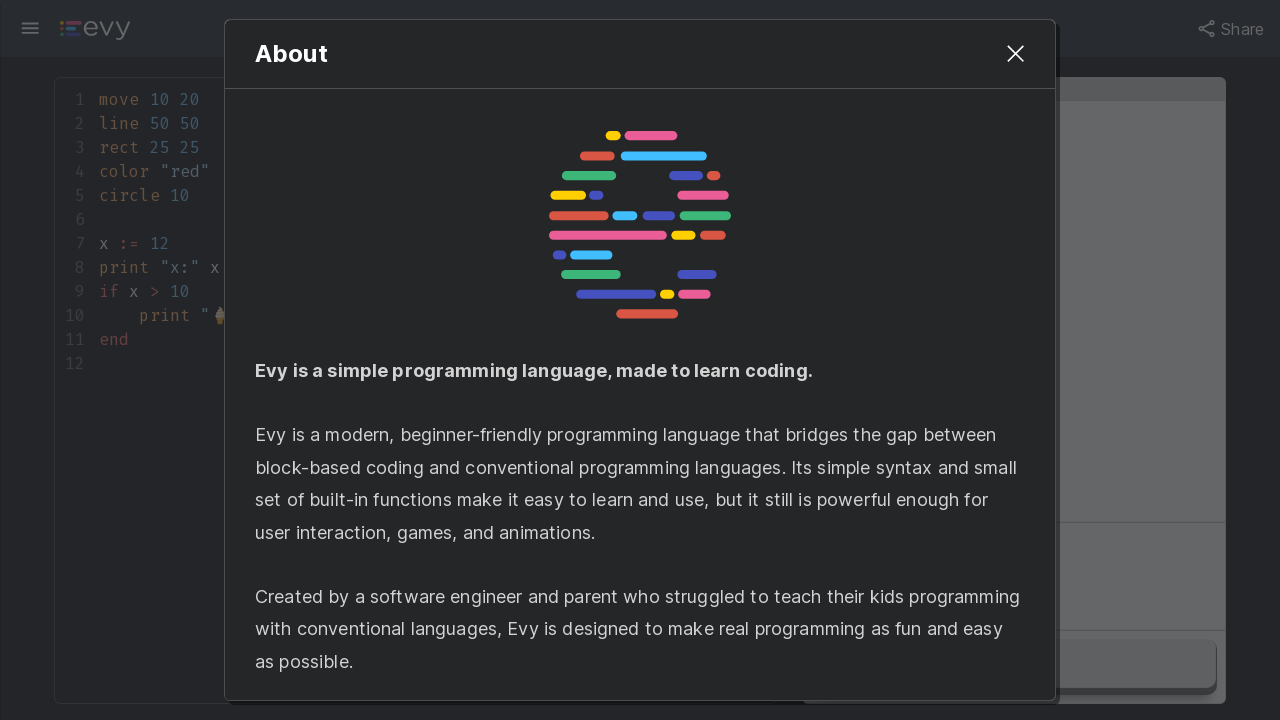 evy
Share
About
1 move 10 20
2 line 50 50
3 rect 25 25
4 color "red"
5 circle 10
6
7 x := 12
8 print "x:" x
9 if x > 10
10 print "🍦
11 end
12
Evy is a simple programming language, made to learn coding.
Evy is a modern, beginner-friendly programming language that bridges the gap between
block-based coding and conventional programming languages. Its simple syntax and small
set of built-in functions make it easy to learn and use, but it still is powerful enough for
user interaction, games, and animations.
Created by a software engineer and parent who struggled to teach their kids programming
with conventional languages, Evy is designed to make real programming as fun and easy
as possible.